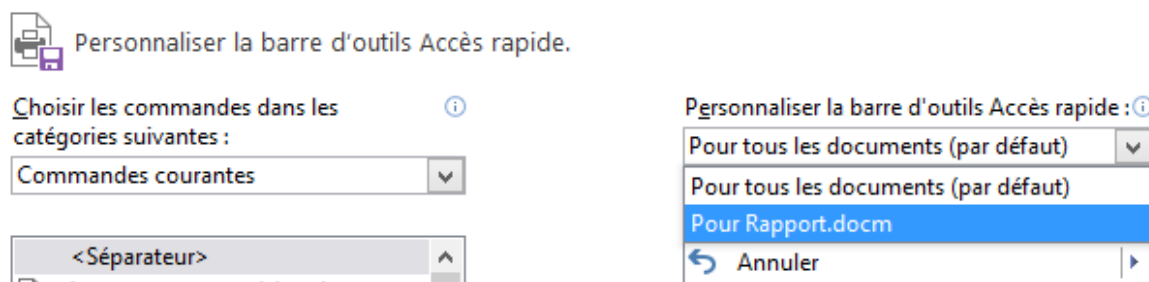 Personnaliser la barre d'outils Accès rapide.
Choisir les commandes dans les
catégories suivantes :
Commandes courantes
<Séparateur>
Personnaliser la barre d'outils Accès rapide :
Pour tous les documents (par défaut)
Pour tous les documents (par défaut)
Pour Rapport.docm
Annuler